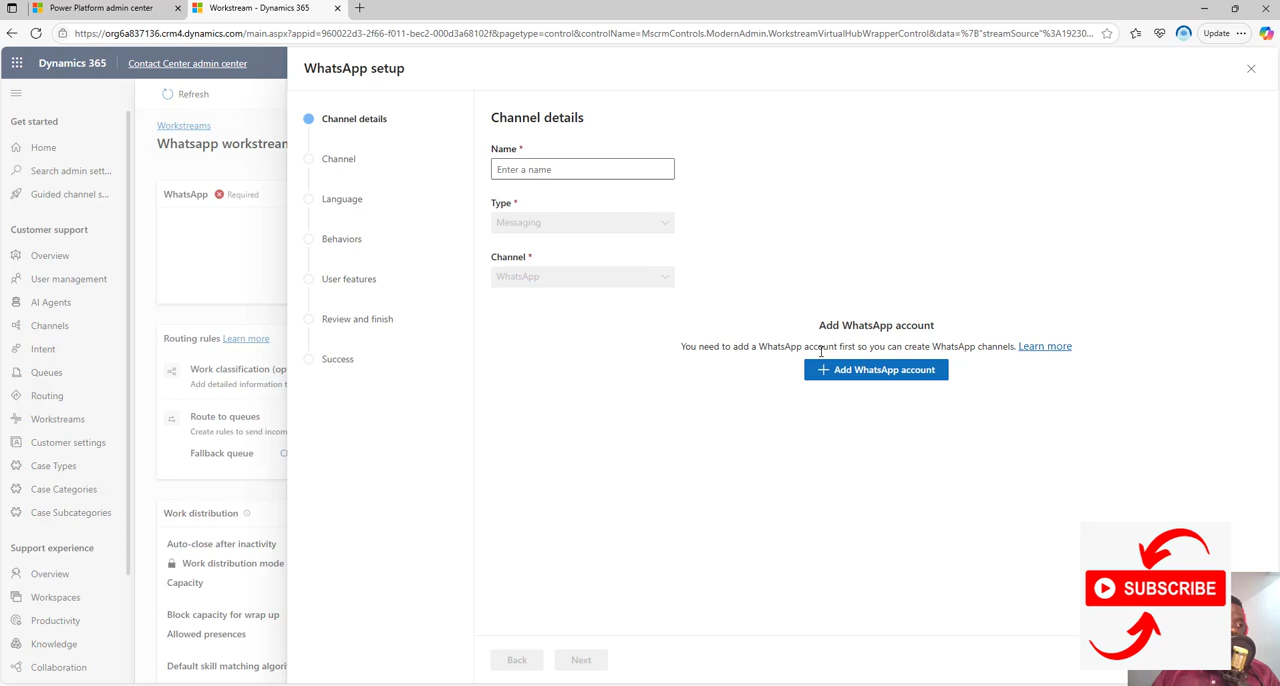 Power Platform admin center
Workstream - Dynamics 365
https://org6a837136.crm4.dynamics.com/main.aspx?appid=960022d3-2f66-f011-bec2-000d3a68102f&pagetype=control&controlName=MscrmControls.ModernAdmin.WorkstreamVirtualHubWrapperControl&data=%7B"streamSource"%3A19230...
Update
Dynamics 365
Contact Center admin center
Get started
Home
Search admin sett...
Guided channel s...
Customer support
Overview
User management
AI Agents
Channels
Intent
Queues
Routing
Workstreams
Customer settings
Case Types
Case Categories
Case Subcategories
Support experience
Overview
Workspaces
Productivity
Knowledge
Collaboration
Refresh
Workstreams
Whatsapp workstrean
WhatsApp Required
Routing rules Learn more
Work classification (op
Add detailed information t
Route to queues
Create rules to send incom
Fallback queue
Work distribution
Auto-close after inactivity
Work distribution mode
Capacity
Block capacity for wrap up
Allowed presences
Default skill matching algori
WhatsApp setup
Channel details
Channel
Language
Behaviors
User features
Review and finish
Success
Channel details
Name *
Enter a name
Type *
Messaging
Channel *
WhatsApp
Add WhatsApp account
You need to add a WhatsApp account first so you can create WhatsApp channels. Learn more
Add WhatsApp account
Back
Next
SUBSCRIBE